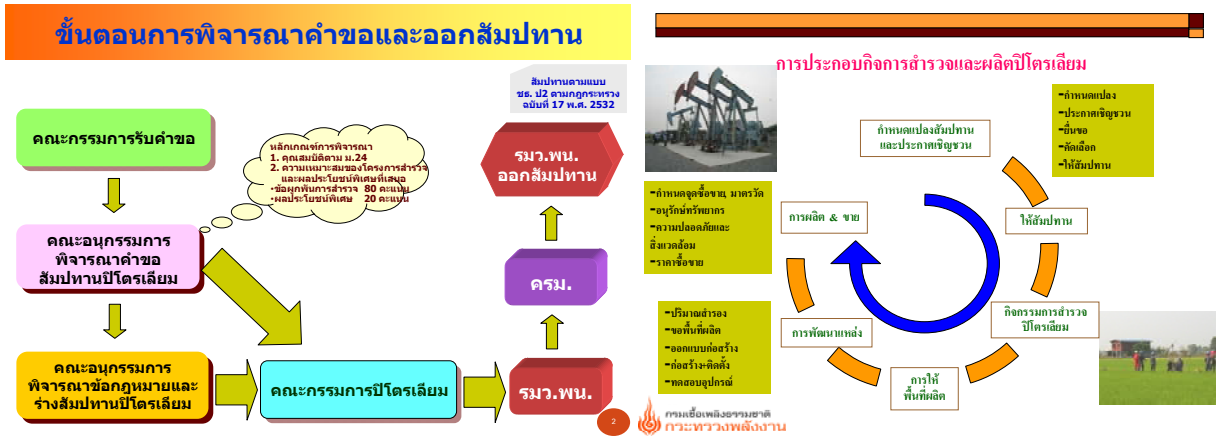 ขั้นตอนการพิจารณาคำขอและออกสัมปทาน
สัมปทานตามแบบ
ชธ. ป2 ตามกฎกระทรวง
ฉบับที่ 17 พ.ศ. 2532
คณะกรรมการรับคำขอ
หลักเกณฑ์การพิจารณา
1. คุณสมบัติตาม ม.24
2. ความเหมาะสมของโครงการสำรวจ
และผลประโยชน์พิเศษที่เสนอ
•ข้อผูกพันการสำรวจ 80 คะแนน
•ผลประโยชน์พิเศษ 20 คะแนน
รมว.พน.
ออกสัมปทาน
คณะอนุกรรมการ
พิจารณาคำขอ
สัมปทานปิโตรเลียม
ครม.
คณะอนุกรรมการ
พิจารณาข้อกฎหมายและ
ร่างสัมปทานปิโตรเลียม
คณะกรรมการปิโตรเลียม
รมว.พน.
2
การประกอบกิจการสำรวจและผลิตปิโตรเลียม
กำหนดแปลงสัมปทาน
และประกาศเชิญชวน
-กำหนดแปลง
-ประกาศเชิญชวน
-ยื่นขอ
-คัดเลือก
-ให้สัมปทาน
-กำหนดจุดซื้อขาย, มาตรวัด
-อนุรักษ์ทรัพยากร
-ความปลอดภัยและ
สิ่งแวดล้อม
-ราคาซื้อขาย
การผลิต & ขาย
ให้สัมปทาน
-ปริมาณสำรอง
-ขอพื้นที่ผลิต
-ออกแบบก่อสร้าง
-ก่อสร้าง+ติดตั้ง
-ทดสอบอุปกรณ์
การพัฒนาแหล่ง
กิจกรรมการสำรวจ
ปิโตรเลียม
การให้
พื้นที่ผลิต
กรมเชื้อเพลิงธรรมชาติ
กระทรวงพลังงาน